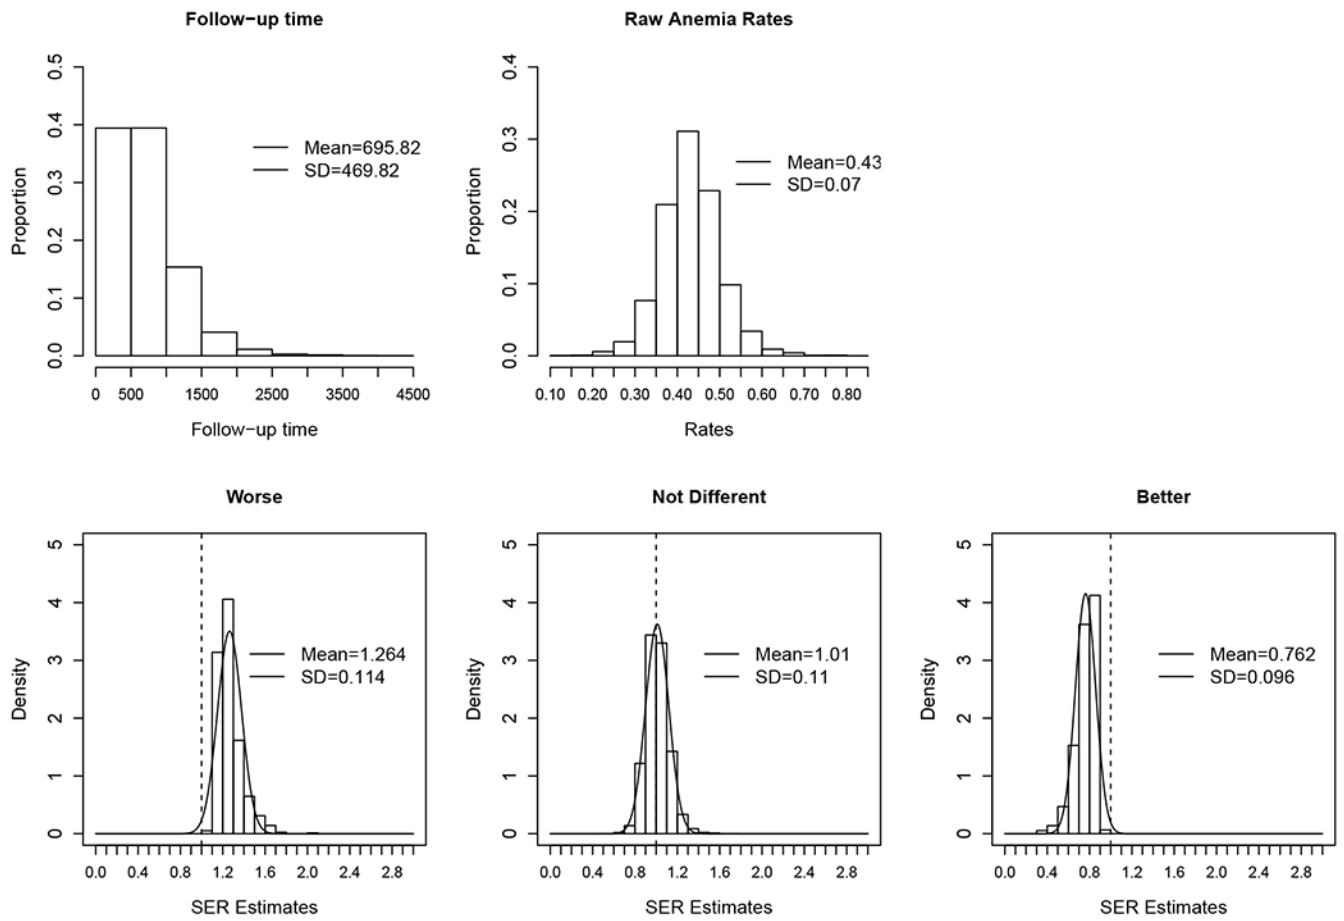 Follow−up time
Proportion
0.5
0.4
0.3
0.2
0.1
0.0
Mean=695.82
SD=469.82
0 500 1500 2500 3500 4500
Follow−up time
Raw Anemia Rates
Proportion
0.4
0.3
0.2
0.1
0.0
Mean=0.43
SD=0.07
0.10 0.20 0.30 0.40 0.50 0.60 0.70 0.80
Rates
Worse
Density
5
4
3
2
1
0
Mean=1.264
SD=0.114
0.0 0.4 0.8 1.2 1.6 2.0 2.4 2.8
SER Estimates
Not Different
Density
5
4
3
2
1
0
Mean=1.01
SD=0.11
0.0 0.4 0.8 1.2 1.6 2.0 2.4 2.8
SER Estimates
Better
Density
5
4
3
2
1
0
Mean=0.762
SD=0.096
0.0 0.4 0.8 1.2 1.6 2.0 2.4 2.8
SER Estimates